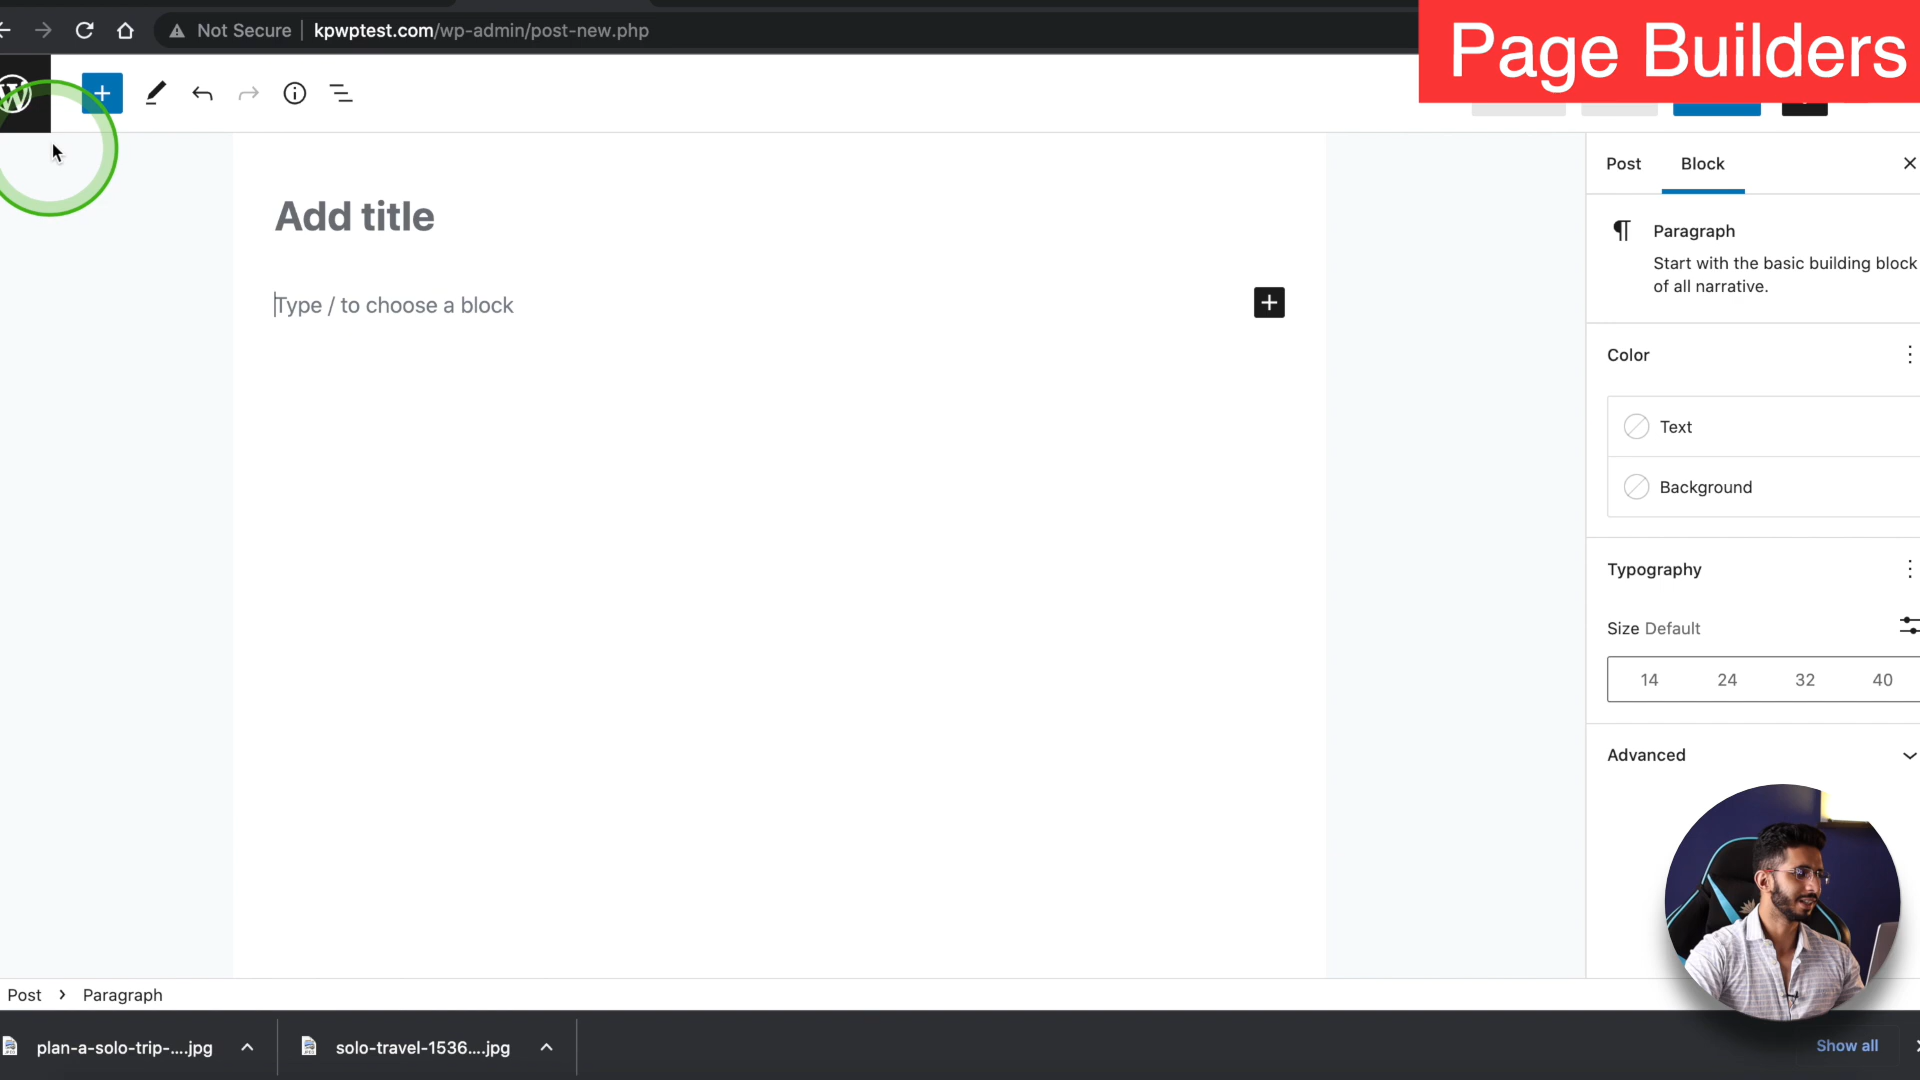 Not Secure kpwptest.com/wp-admin/post-new.php
Page Builders
Add title
Type / to choose a block
Post Block
Paragraph
Start with the basic building block
of all narrative.
Color
Text
Background
Typography
Size Default
14 24 32 40
Advanced
Post > Paragraph
plan-a-solo-trip-....jpg solo-travel-1536....jpg Show all